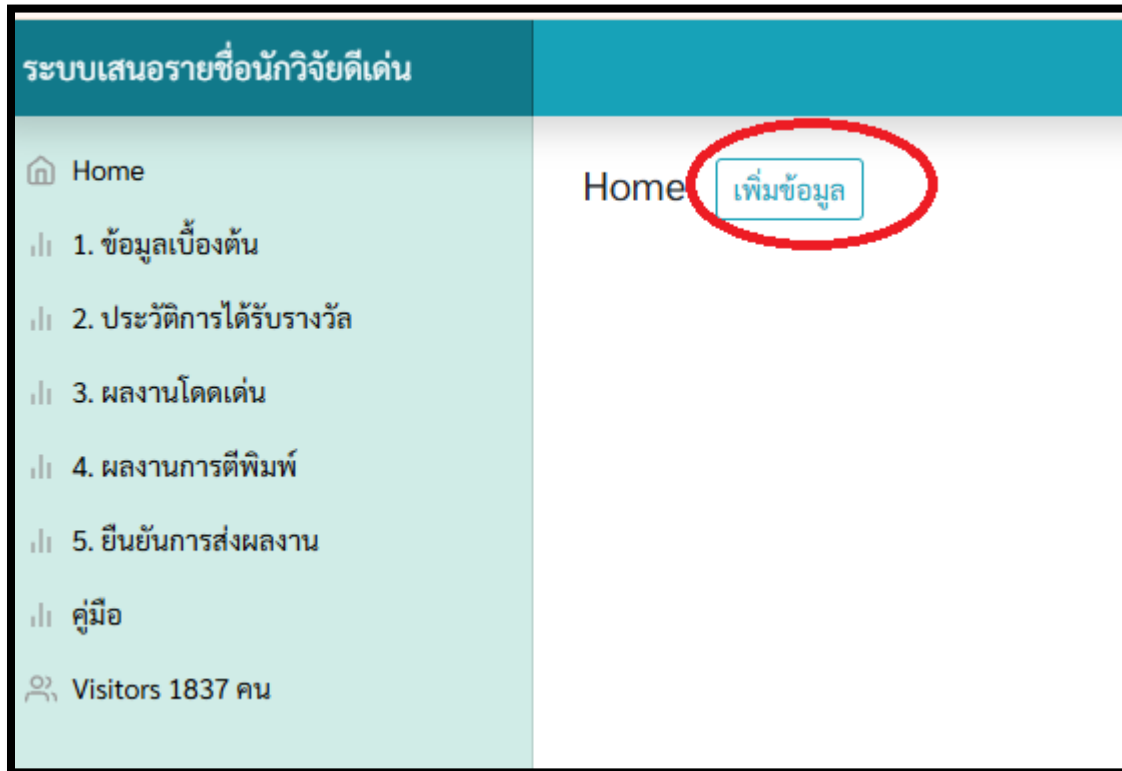 ระบบเสนอรายชื่อนักวิจัยดีเด่น
Home
1. ข้อมูลเบื้องต้น
2. ประวัติการได้รับรางวัล
3. ผลงานโดดเด่น
4. ผลงานการตีพิมพ์
5. ยืนยันการส่งผลงาน
คู่มือ
Visitors 1837 คน
Home เพิ่มข้อมูล